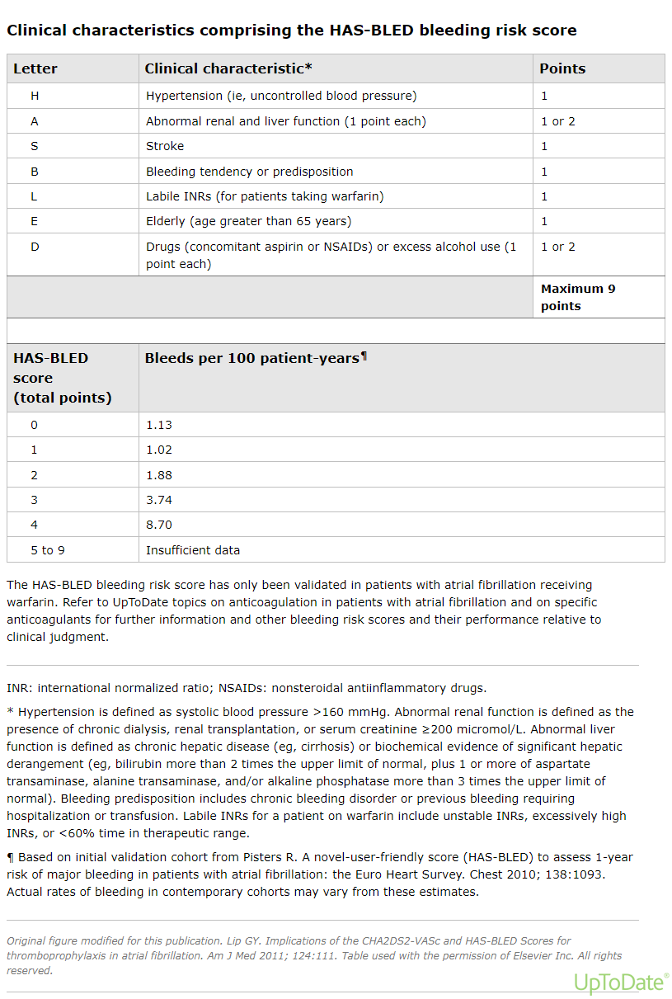 Clinical characteristics comprising the HAS-BLED bleeding risk score
Letter Clinical characteristic* Points
H Hypertension (ie, uncontrolled blood pressure) 1
A Abnormal renal and liver function (1 point each) 1 or 2
S Stroke 1
B Bleeding tendency or predisposition 1
L Labile INRs (for patients taking warfarin) 1
E Elderly (age greater than 65 years) 1
D Drugs (concomitant aspirin or NSAIDs) or excess alcohol use (1 1 or 2
point each)
Maximum 9
points
HAS-BLED Bleeds per 100 patient-years¶
score
(total points)
0 1.13
1 1.02
2 1.88
3 3.74
4 8.70
5 to 9 Insufficient data
The HAS-BLED bleeding risk score has only been validated in patients with atrial fibrillation receiving
warfarin. Refer to UpToDate topics on anticoagulation in patients with atrial fibrillation and on specific
anticoagulants for further information and other bleeding risk scores and their performance relative to
clinical judgment.
INR: international normalized ratio; NSAIDs: nonsteroidal antiinflammatory drugs.
* Hypertension is defined as systolic blood pressure >160 mmHg. Abnormal renal function is defined as the
presence of chronic dialysis, renal transplantation, or serum creatinine ≥200 micromol/L. Abnormal liver
function is defined as chronic hepatic disease (eg, cirrhosis) or biochemical evidence of significant hepatic
derangement (eg, bilirubin more than 2 times the upper limit of normal, plus 1 or more of aspartate
transaminase, alanine transaminase, and/or alkaline phosphatase more than 3 times the upper limit of
normal). Bleeding predisposition includes chronic bleeding disorder or previous bleeding requiring
hospitalization or transfusion. Labile INRs for a patient on warfarin include unstable INRs, excessively high
INRs, or <60% time in therapeutic range.
¶ Based on initial validation cohort from Pisters R. A novel-user-friendly score (HAS-BLED) to assess 1-year
risk of major bleeding in patients with atrial fibrillation: the Euro Heart Survey. Chest 2010; 138:1093.
Actual rates of bleeding in contemporary cohorts may vary from these estimates.
Original figure modified for this publication. Lip GY. Implications of the CHA2DS2-VASc and HAS-BLED Scores for
thromboprophylaxis in atrial fibrillation. Am J Med 2011; 124:111. Table used with the permission of Elsevier Inc. All rights
reserved.
UpToDate®